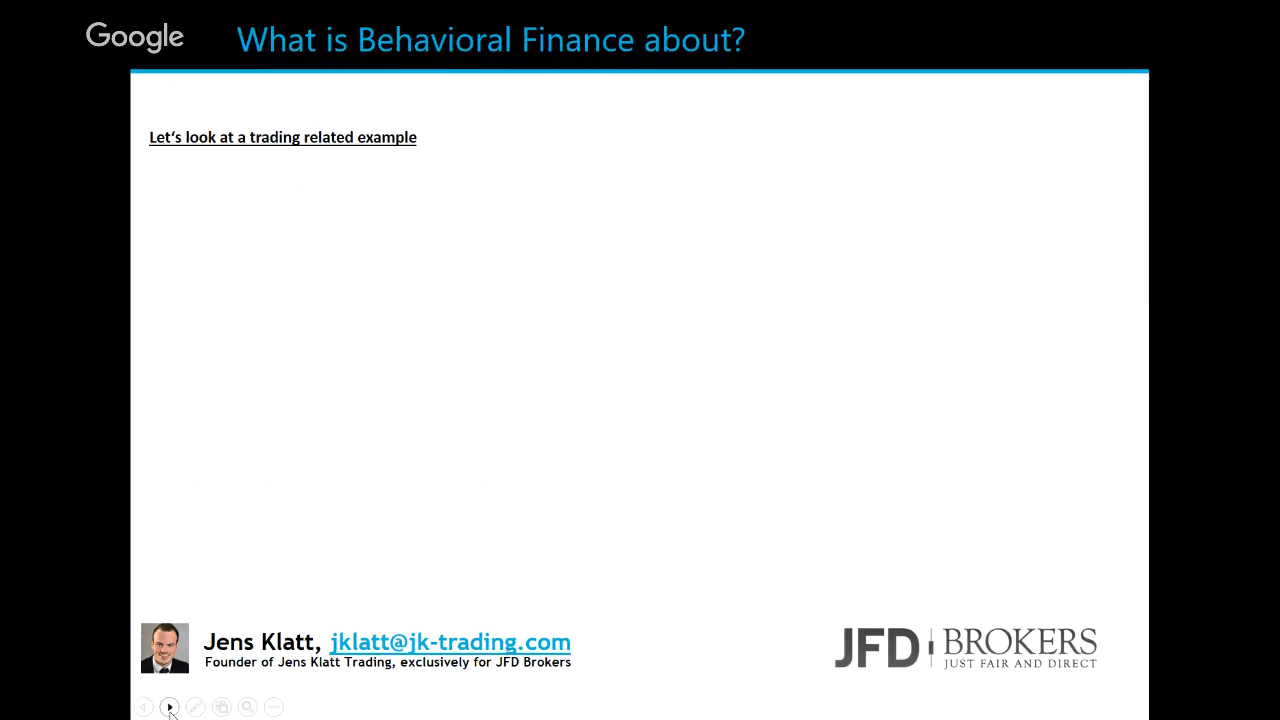 Google
What is Behavioral Finance about?
Let's look at a trading related example
Jens Klatt, jklatt@jk-trading.com
Founder of Jens Klatt Trading, exclusively for JFD Brokers
JFD BROKERS
JUST FAIR AND DIRECT